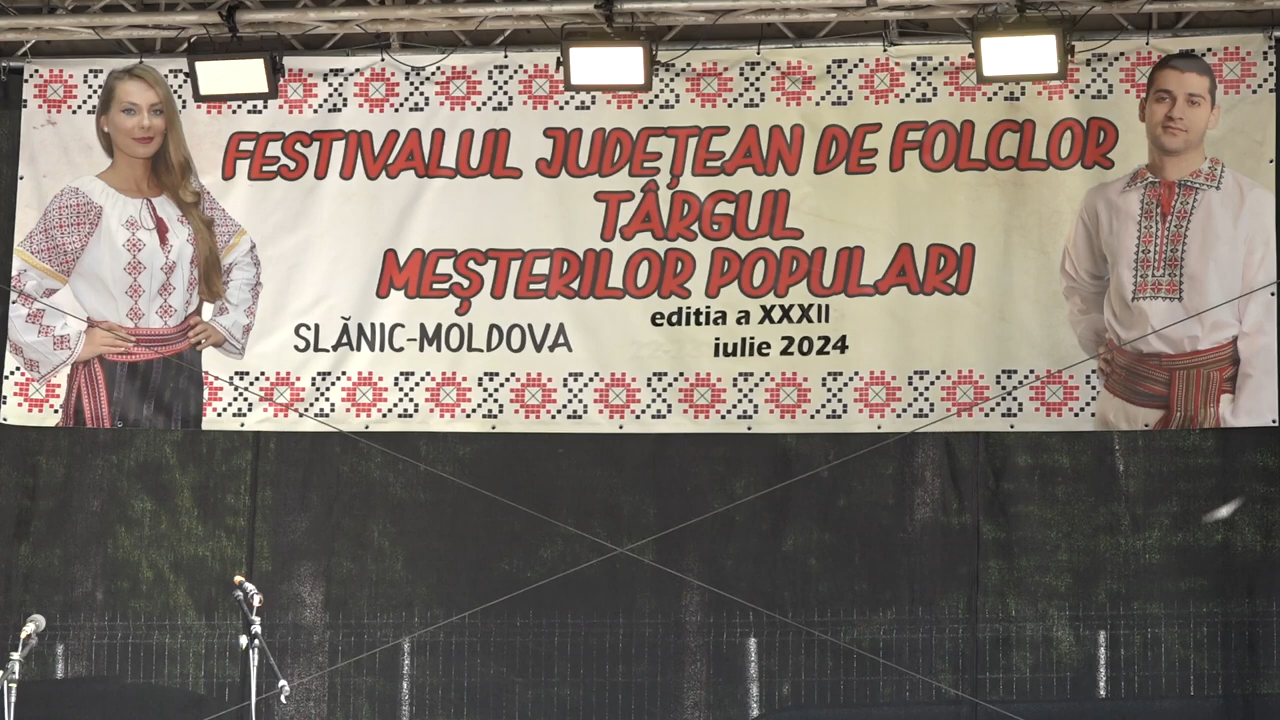 FESTIVALUL JUDEȚEAN DE FOLCLOR
TÂRGUL
MEȘTERILOR POPULARI
SLĂNIC-MOLDOVA
editia a XXXII
iulie 2024